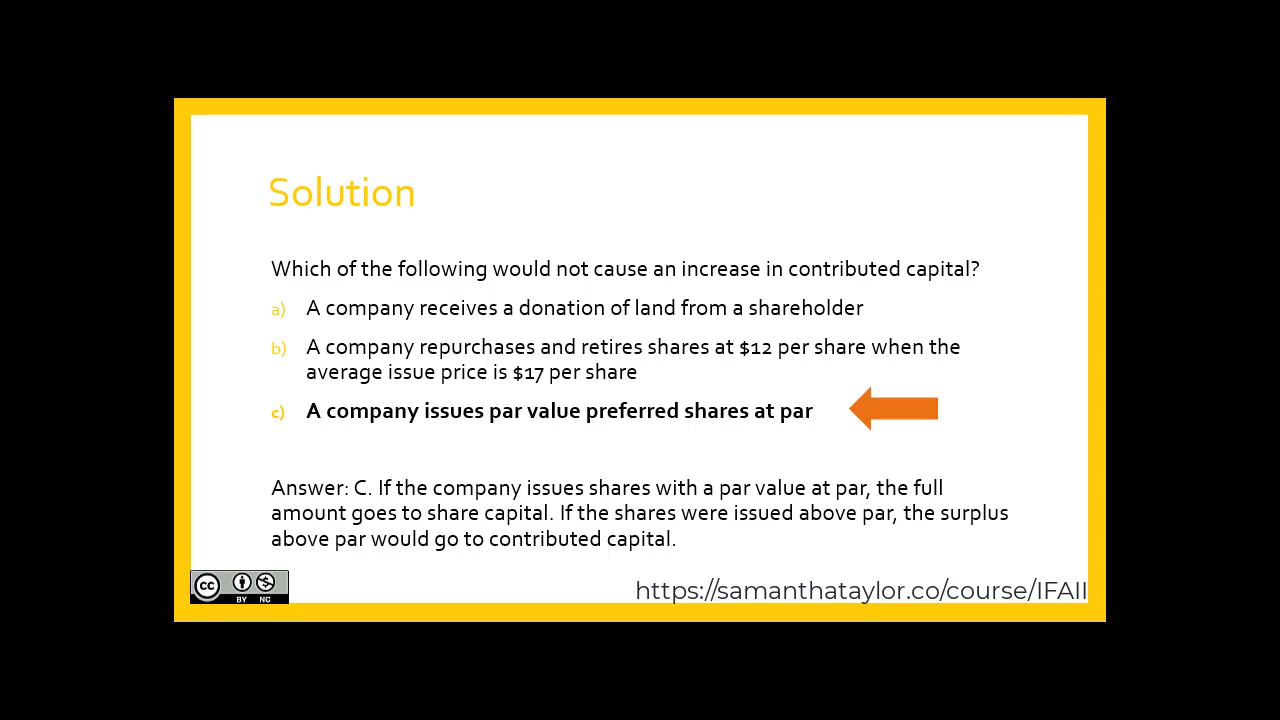 Solution
Which of the following would not cause an increase in contributed capital?
a) A company receives a donation of land from a shareholder
b) A company repurchases and retires shares at $12 per share when the
average issue price is $17 per share
c) A company issues par value preferred shares at par
Answer: C. If the company issues shares with a par value at par, the full
amount goes to share capital. If the shares were issued above par, the surplus
above par would go to contributed capital.
cc BY NC
https://samanthataylor.co/course/IFAII